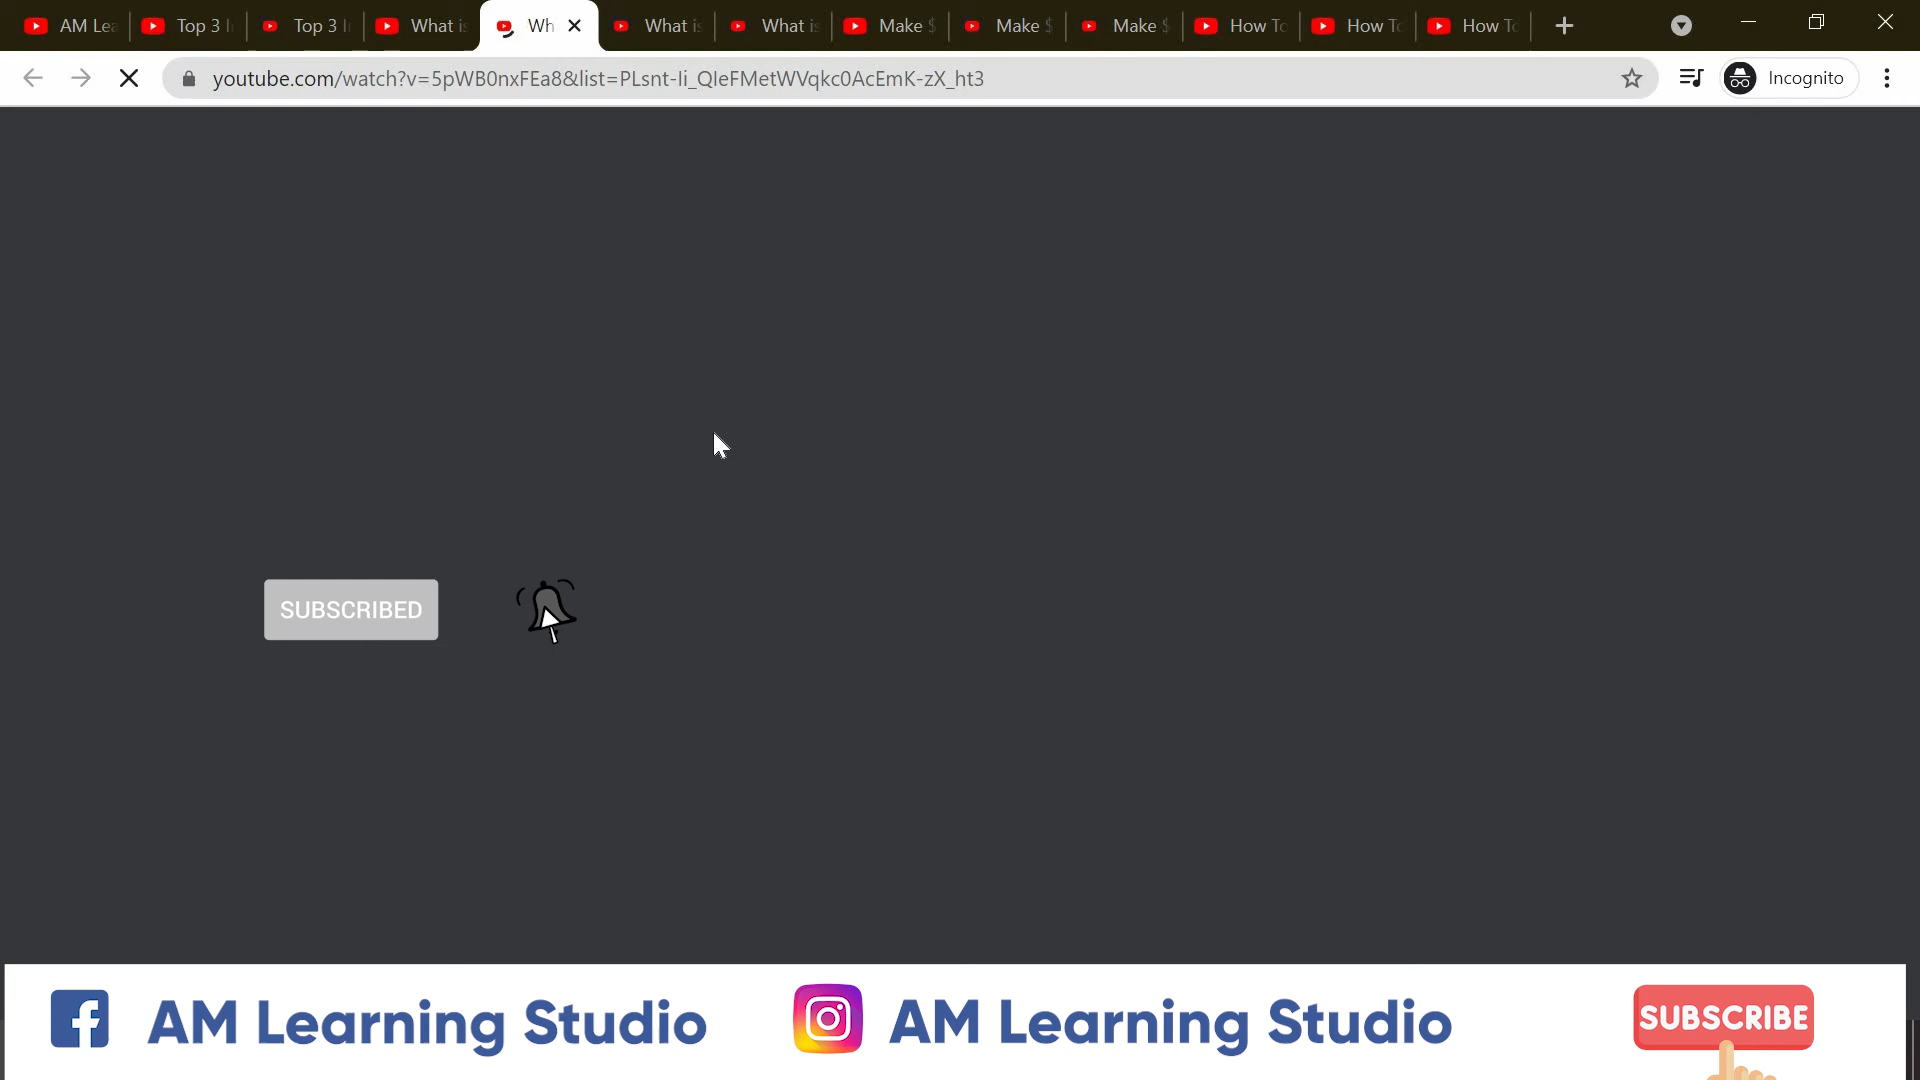 AM Lea
Top 3 I
Top 3 I
What is
Wh
What is
What is
Make $
Make $
Make $
How To
How To
How To
youtube.com/watch?v=5pWB0nxFEa8&list=PLsnt-Ii_QIeFMetWVqkc0AcEmK-zX_ht3
Incognito
SUBSCRIBED
AM Learning Studio
AM Learning Studio
SUBSCRIBE